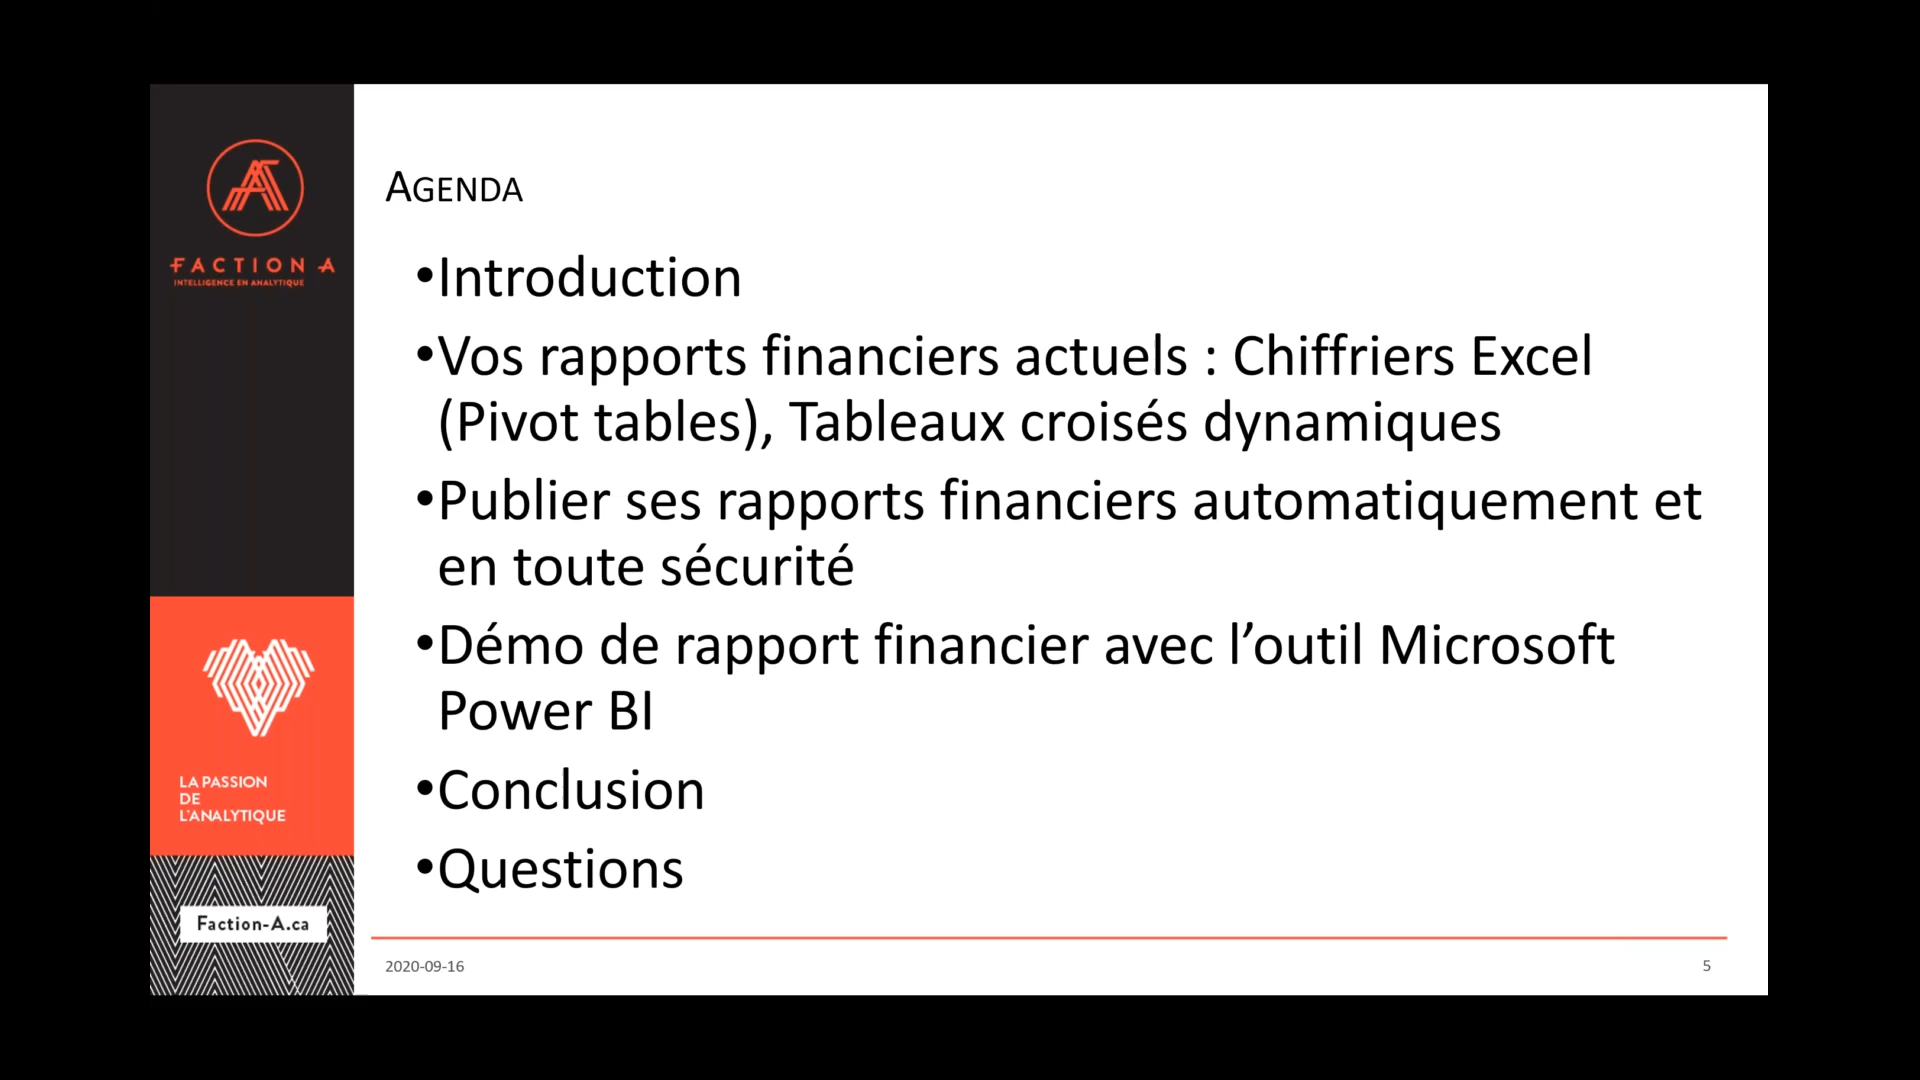 FACTION A
INTELLIGENCE EN ANALYTIQUE
LA PASSION
DE
L'ANALYTIQUE
Faction-A.ca
AGENDA
•Introduction
•Vos rapports financiers actuels : Chiffriers Excel
(Pivot tables), Tableaux croisés dynamiques
•Publier ses rapports financiers automatiquement et
en toute sécurité
•Démo de rapport financier avec l’outil Microsoft
Power BI
•Conclusion
•Questions
2020-09-16
5